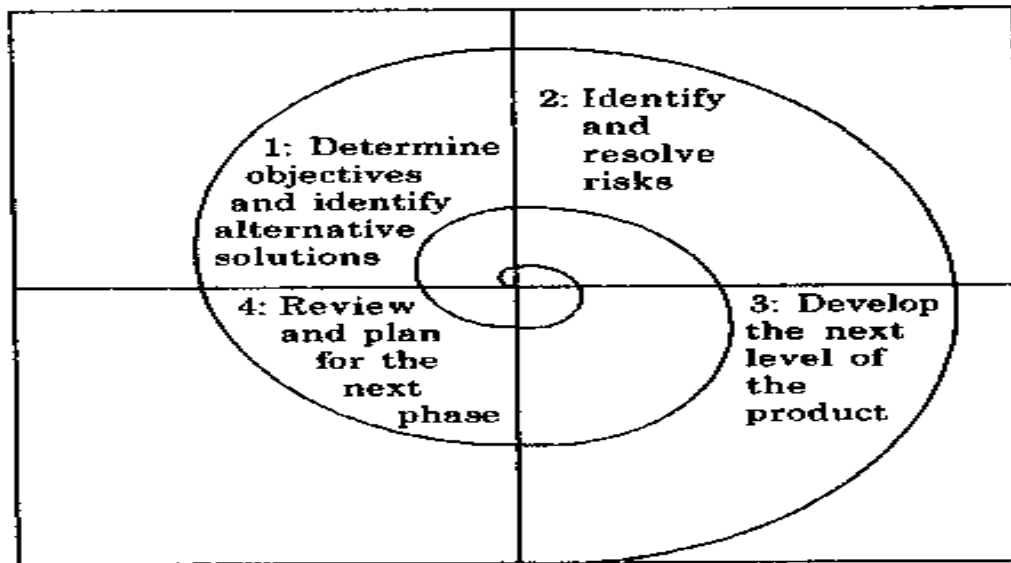 1: Determine
objectives
and identify
alternative
solutions
2: Identify
and
resolve
risks
3: Develop
the next
level of
the
product
4: Review
and plan
for the
next
phase